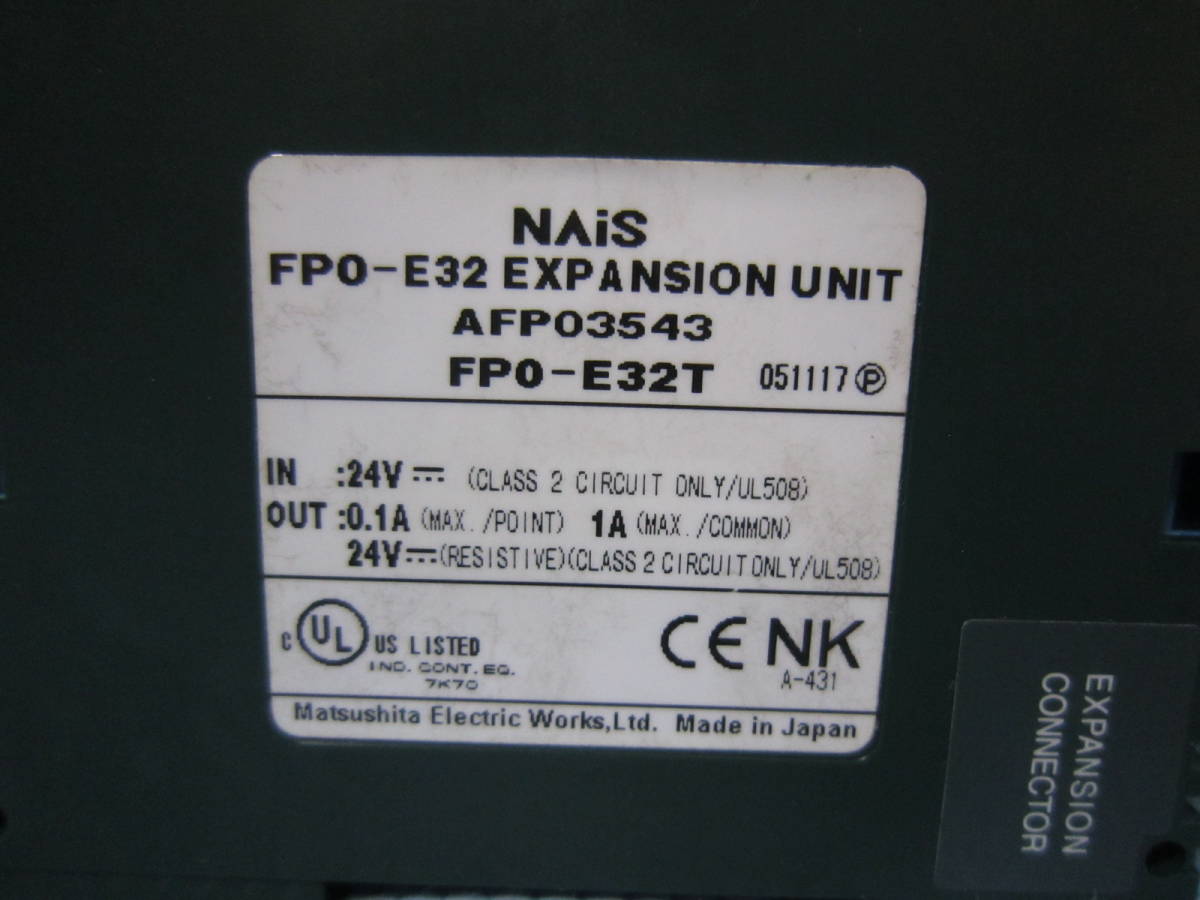 NAiS
FP0-E32 EXPANSION UNIT
AFP03543
FP0-E32T 051117 Ⓟ
IN :24V⎓ (CLASS 2 CIRCUIT ONLY/UL508)
OUT :0.1A (MAX./POINT) 1A (MAX./COMMON)
24V⎓(RESISTIVE)(CLASS 2 CIRCUIT ONLY/UL508)
C UL US LISTED
IND. CONT. EQ.
7K70
CE NK
A-431
Matsushita Electric Works,Ltd. Made in Japan
EXPANSION
CONNECTOR